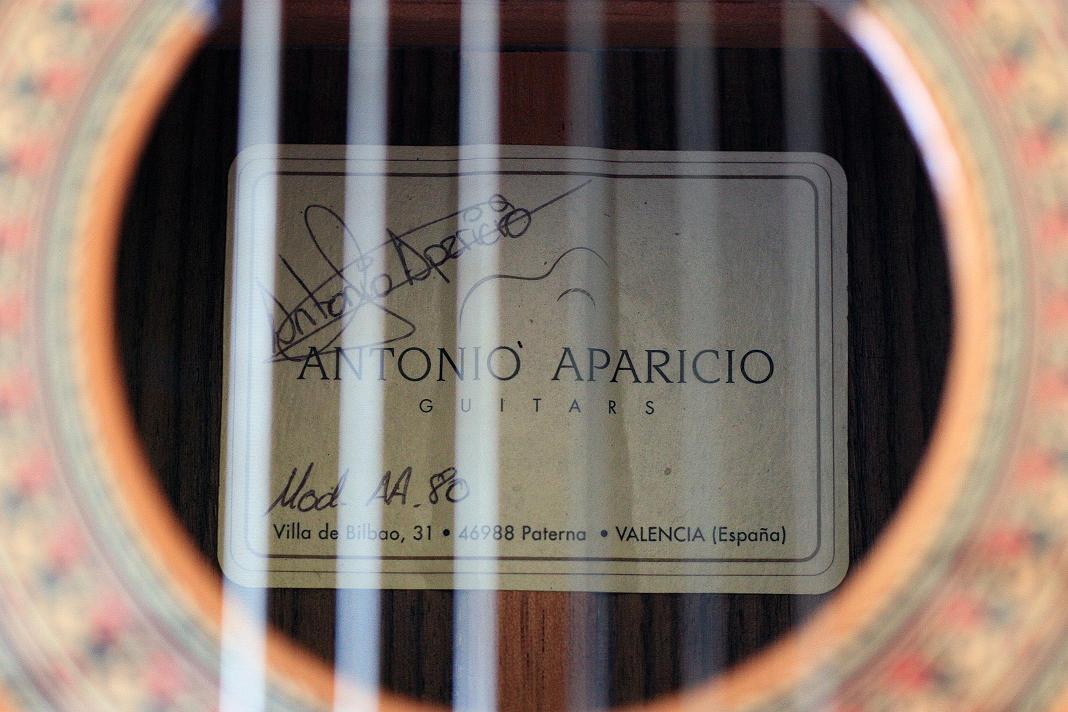 Antonio Aparicio
ANTONIO APARICIO
GUITARS
Mod. AA.80
Villa de Bilbao, 31 • 46988 Paterna • VALENCIA (España)